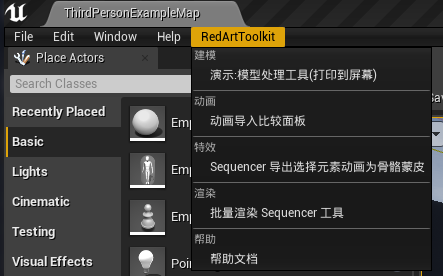 ThirdPersonExampleMap
File Edit Window Help RedArtToolkit
Place Actors
Search Classes
Recently Placed
Basic
Lights
Cinematic
Testing
Visual Effects
Em
Em
Em
Poi
建模
演示:模型处理工具(打印到屏幕)
动画
动画导入比较面板
特效
Sequencer 导出选择元素动画为骨骼蒙皮
渲染
批量渲染 Sequencer 工具
帮助
帮助文档